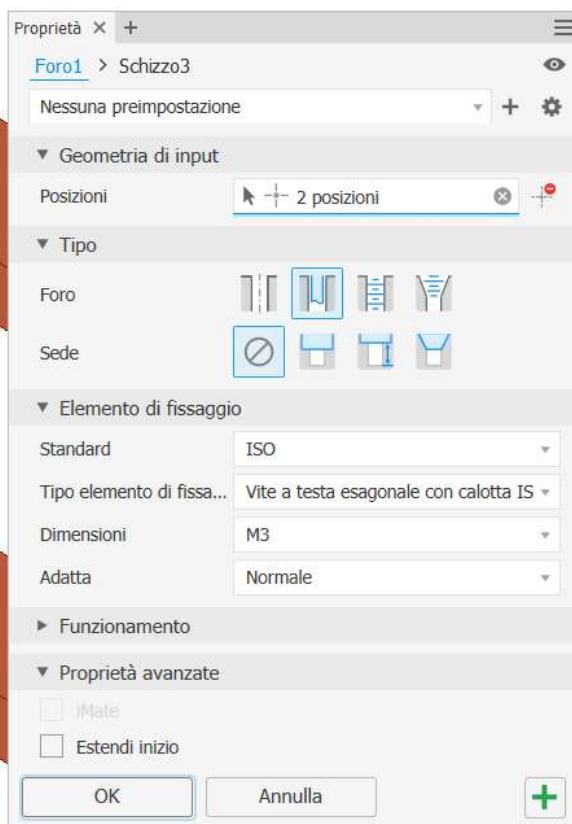 Proprietà
Foro1 > Schizzo3
Nessuna preimpostazione
Geometria di input
Posizioni 2 posizioni
Tipo
Foro
Sede
Elemento di fissaggio
Standard ISO
Tipo elemento di fissa... Vite a testa esagonale con calotta IS
Dimensioni M3
Adatta Normale
Funzionamento
Proprietà avanzate
iMate
Estendi inizio
OK Annulla